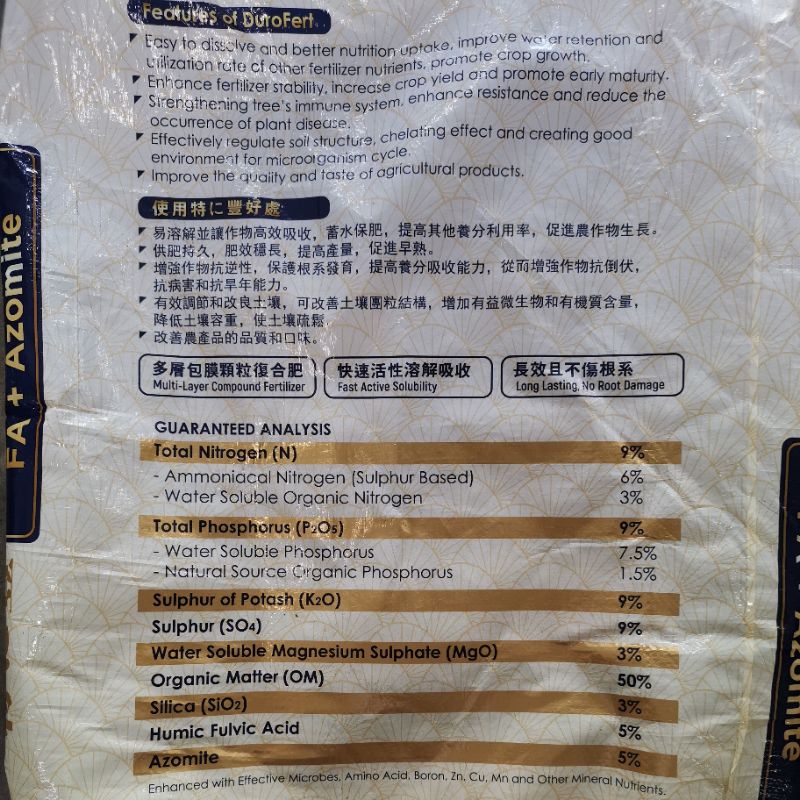 Features of DuroFert
Easy to dissolve and better nutrition uptake, improve water retention and
utilization rate of other fertilizer nutrients, promote crop growth.
Enhance fertilizer stability, increase crop yield and promote early maturity.
Strengthening tree's immune system, enhance resistance and reduce the
occurrence of plant disease.
Effectively regulate soil structure, chelating effect and creating good
environment for microorganism cycle.
Improve the quality and taste of agricultural products.
使用特に豐好處
易溶解並讓作物高效吸收，蓄水保肥，提高其他養分利用率，促進農作物生長。
供肥持久，肥效穩長，提高產量，促進早熟。
增強作物抗逆性，保護根系發育，提高養分吸收能力，從而增強作物抗倒伏，
抗病害和抗旱年能力。
有效調節和改良土壤，可改善土壤團粒結構，增加有益微生物和有機質含量，
降低土壤容重，使土壤疏鬆
改善農產品的品質和口味。
多層包膜顆粒復合肥
Multi-Layer Compound Fertilizer
快速活性溶解吸收
Fast Active Solubility
長效且不傷根系
Long Lasting, No Root Damage
GUARANTEED ANALYSIS
Total Nitrogen (N) 9%
- Ammoniacal Nitrogen (Sulphur Based) 6%
- Water Soluble Organic Nitrogen 3%
Total Phosphorus (P₂O₅) 9%
- Water Soluble Phosphorus 7.5%
- Natural Source Organic Phosphorus 1.5%
Sulphur of Potash (K₂O) 9%
Sulphur (SO₄) 9%
Water Soluble Magnesium Sulphate (MgO) 3%
Organic Matter (OM) 50%
Silica (SiO₂) 3%
Humic Fulvic Acid 5%
Azomite 5%
Enhanced with Effective Microbes, Amino Acid, Boron, Zn, Cu, Mn and Other Mineral Nutrients.
FA + Azomite
Azomite